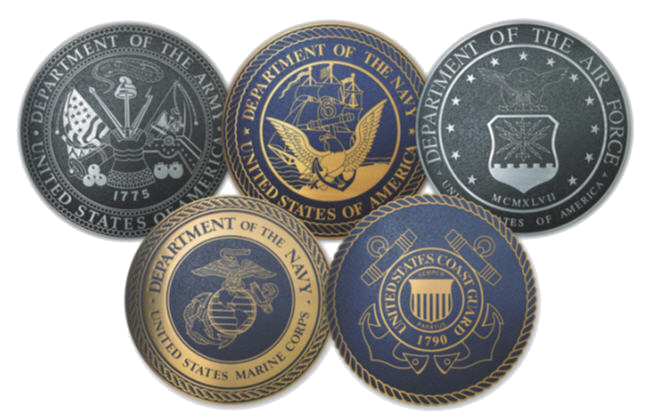 DEPARTMENT OF THE ARMY
1775
UNITED STATES OF AMERICA
DEPARTMENT OF THE NAVY
UNITED STATES OF AMERICA
DEPARTMENT OF THE AIR FORCE
MCMXLVII
STATES OF AMERICA
DEPARTMENT OF THE NAVY
UNITED STATES MARINE CORPS
UNITED STATES COAST GUARD
SEMPER
PARATUS
1790